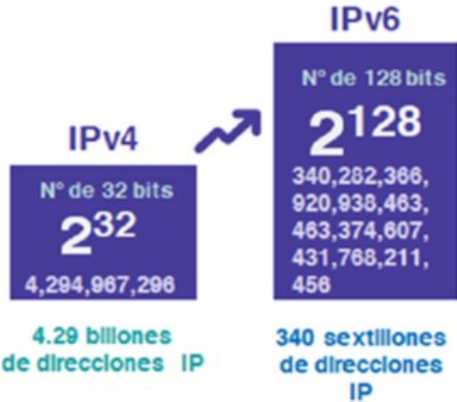 IPv4
Nº de 32 bits
2³²
4,294,967,296
4.29 billones
de direcciones IP
IPv6
Nº de 128 bits
2¹²⁸
340,282,366,
920,938,463,
463,374,607,
431,768,211,
456
340 sextillones
de direcciones
IP